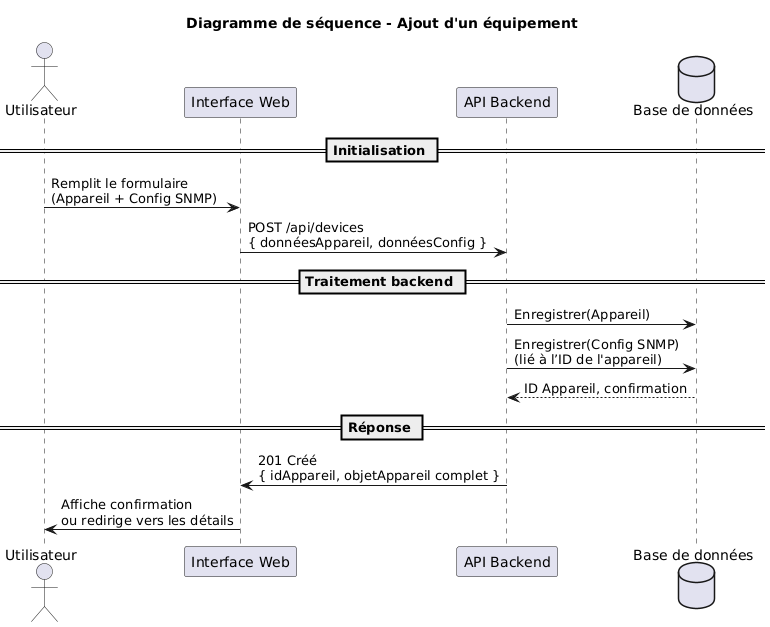 Diagramme de séquence - Ajout d'un équipement
Utilisateur
Interface Web
API Backend
Base de données
Initialisation
Remplit le formulaire
(Appareil + Config SNMP)
POST /api/devices
{ donnéesAppareil, donnéesConfig }
Traitement backend
Enregistrer(Appareil)
Enregistrer(Config SNMP)
(lié à l’ID de l'appareil)
ID Appareil, confirmation
Réponse
201 Créé
{ idAppareil, objetAppareil complet }
Affiche confirmation
ou redirige vers les détails
Utilisateur
Interface Web
API Backend
Base de données